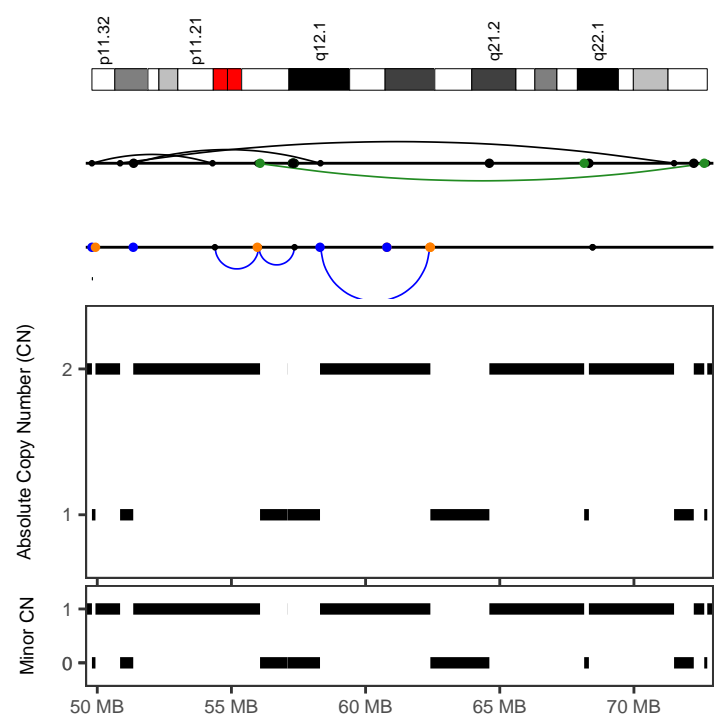 p11.32
p11.21
q12.1
q21.2
q22.1
Absolute Copy Number (CN)
2
1
Minor CN
1
0
50 MB
55 MB
60 MB
65 MB
70 MB